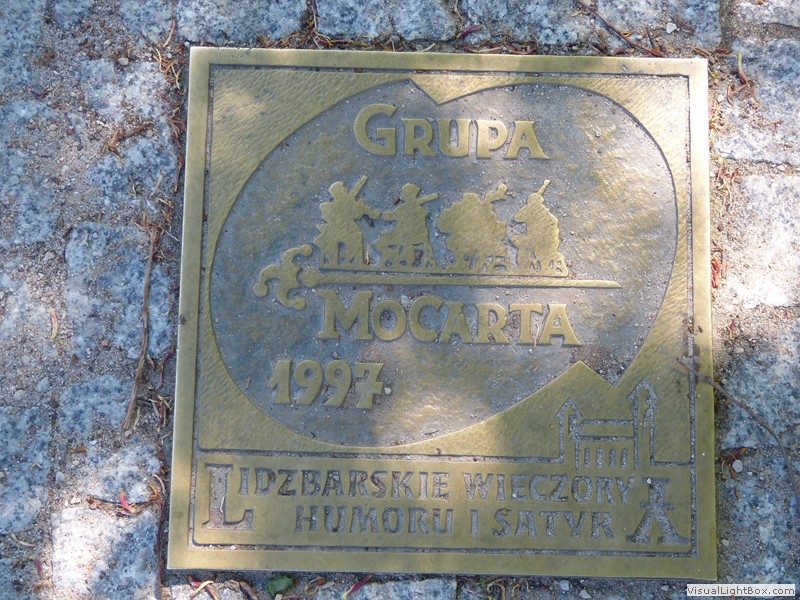 GRUPA
MOCARTA
1997
LIDZBARSKIE WIECZORY
HUMORU I SATYRY
VisualLightBox.com